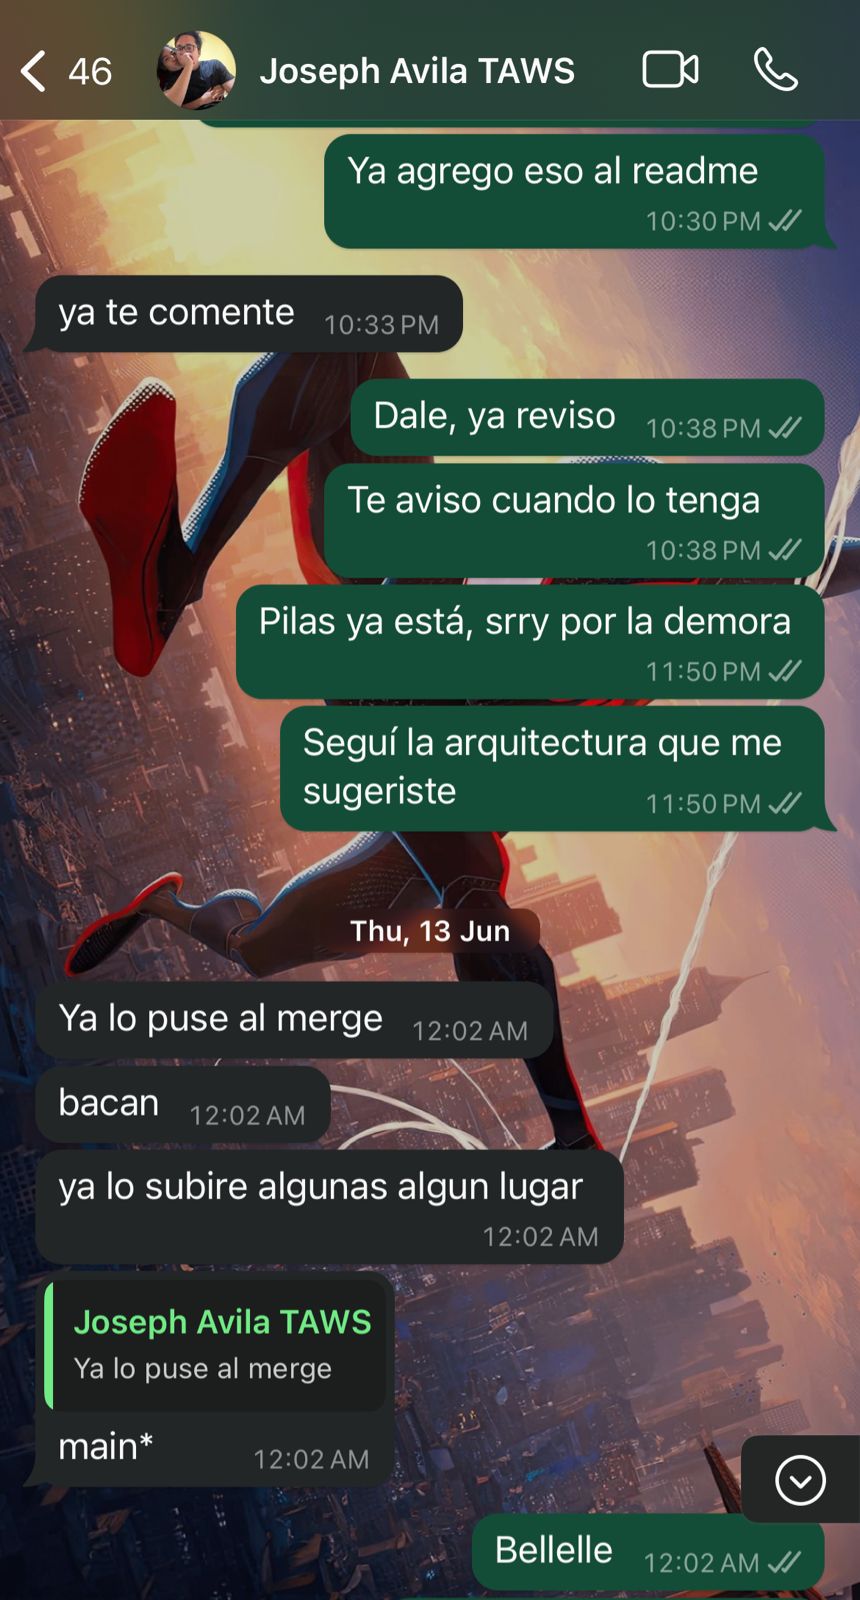 46
Joseph Avila TAWS
Ya agrego eso al readme
10:30 PM
ya te comente
10:33 PM
Dale, ya reviso
10:38 PM
Te aviso cuando lo tenga
10:38 PM
Pilas ya está, srry por la demora
11:50 PM
Seguí la arquitectura que me
sugeriste
11:50 PM
Thu, 13 Jun
Ya lo puse al merge
12:02 AM
bacan
12:02 AM
ya lo subire algunas algun lugar
12:02 AM
Joseph Avila TAWS
Ya lo puse al merge
main*
12:02 AM
Bellelle
12:02 AM